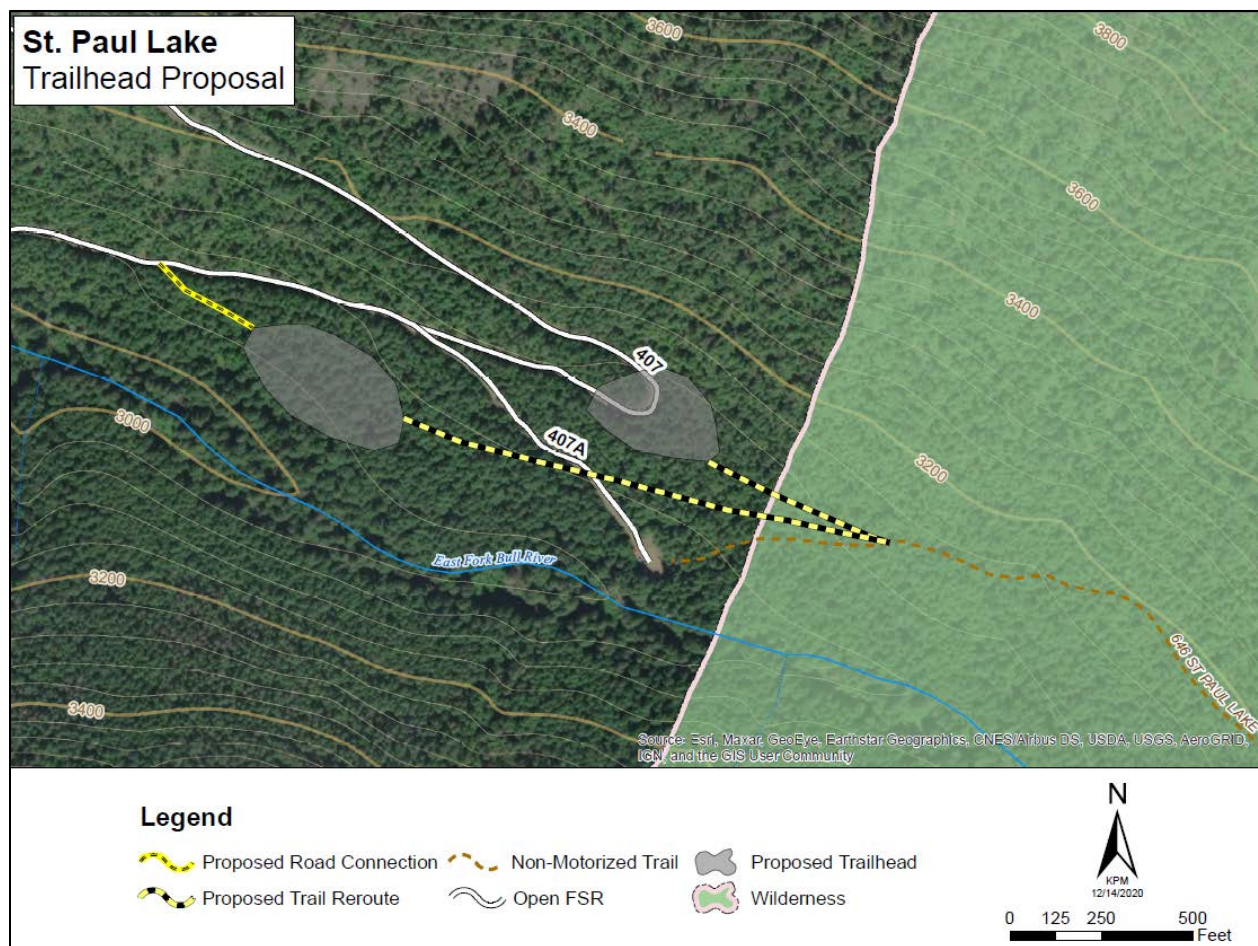 St. Paul Lake
Trailhead Proposal
3600
3800
3400
3600
407
3400
407A
3000
3200
East Fork Bull River
3200
646 ST PAUL LAKE
3400
Source: Esri, Maxar, GeoEye, Earthstar Geographics, CNES/Airbus DS, USDA, USGS, AeroGRID,
IGN, and the GIS User Community
Legend
Proposed Road Connection
Non-Motorized Trail
Proposed Trailhead
Proposed Trail Reroute
Open FSR
Wilderness
N
KPM
12/14/2020
0 125 250 500
Feet